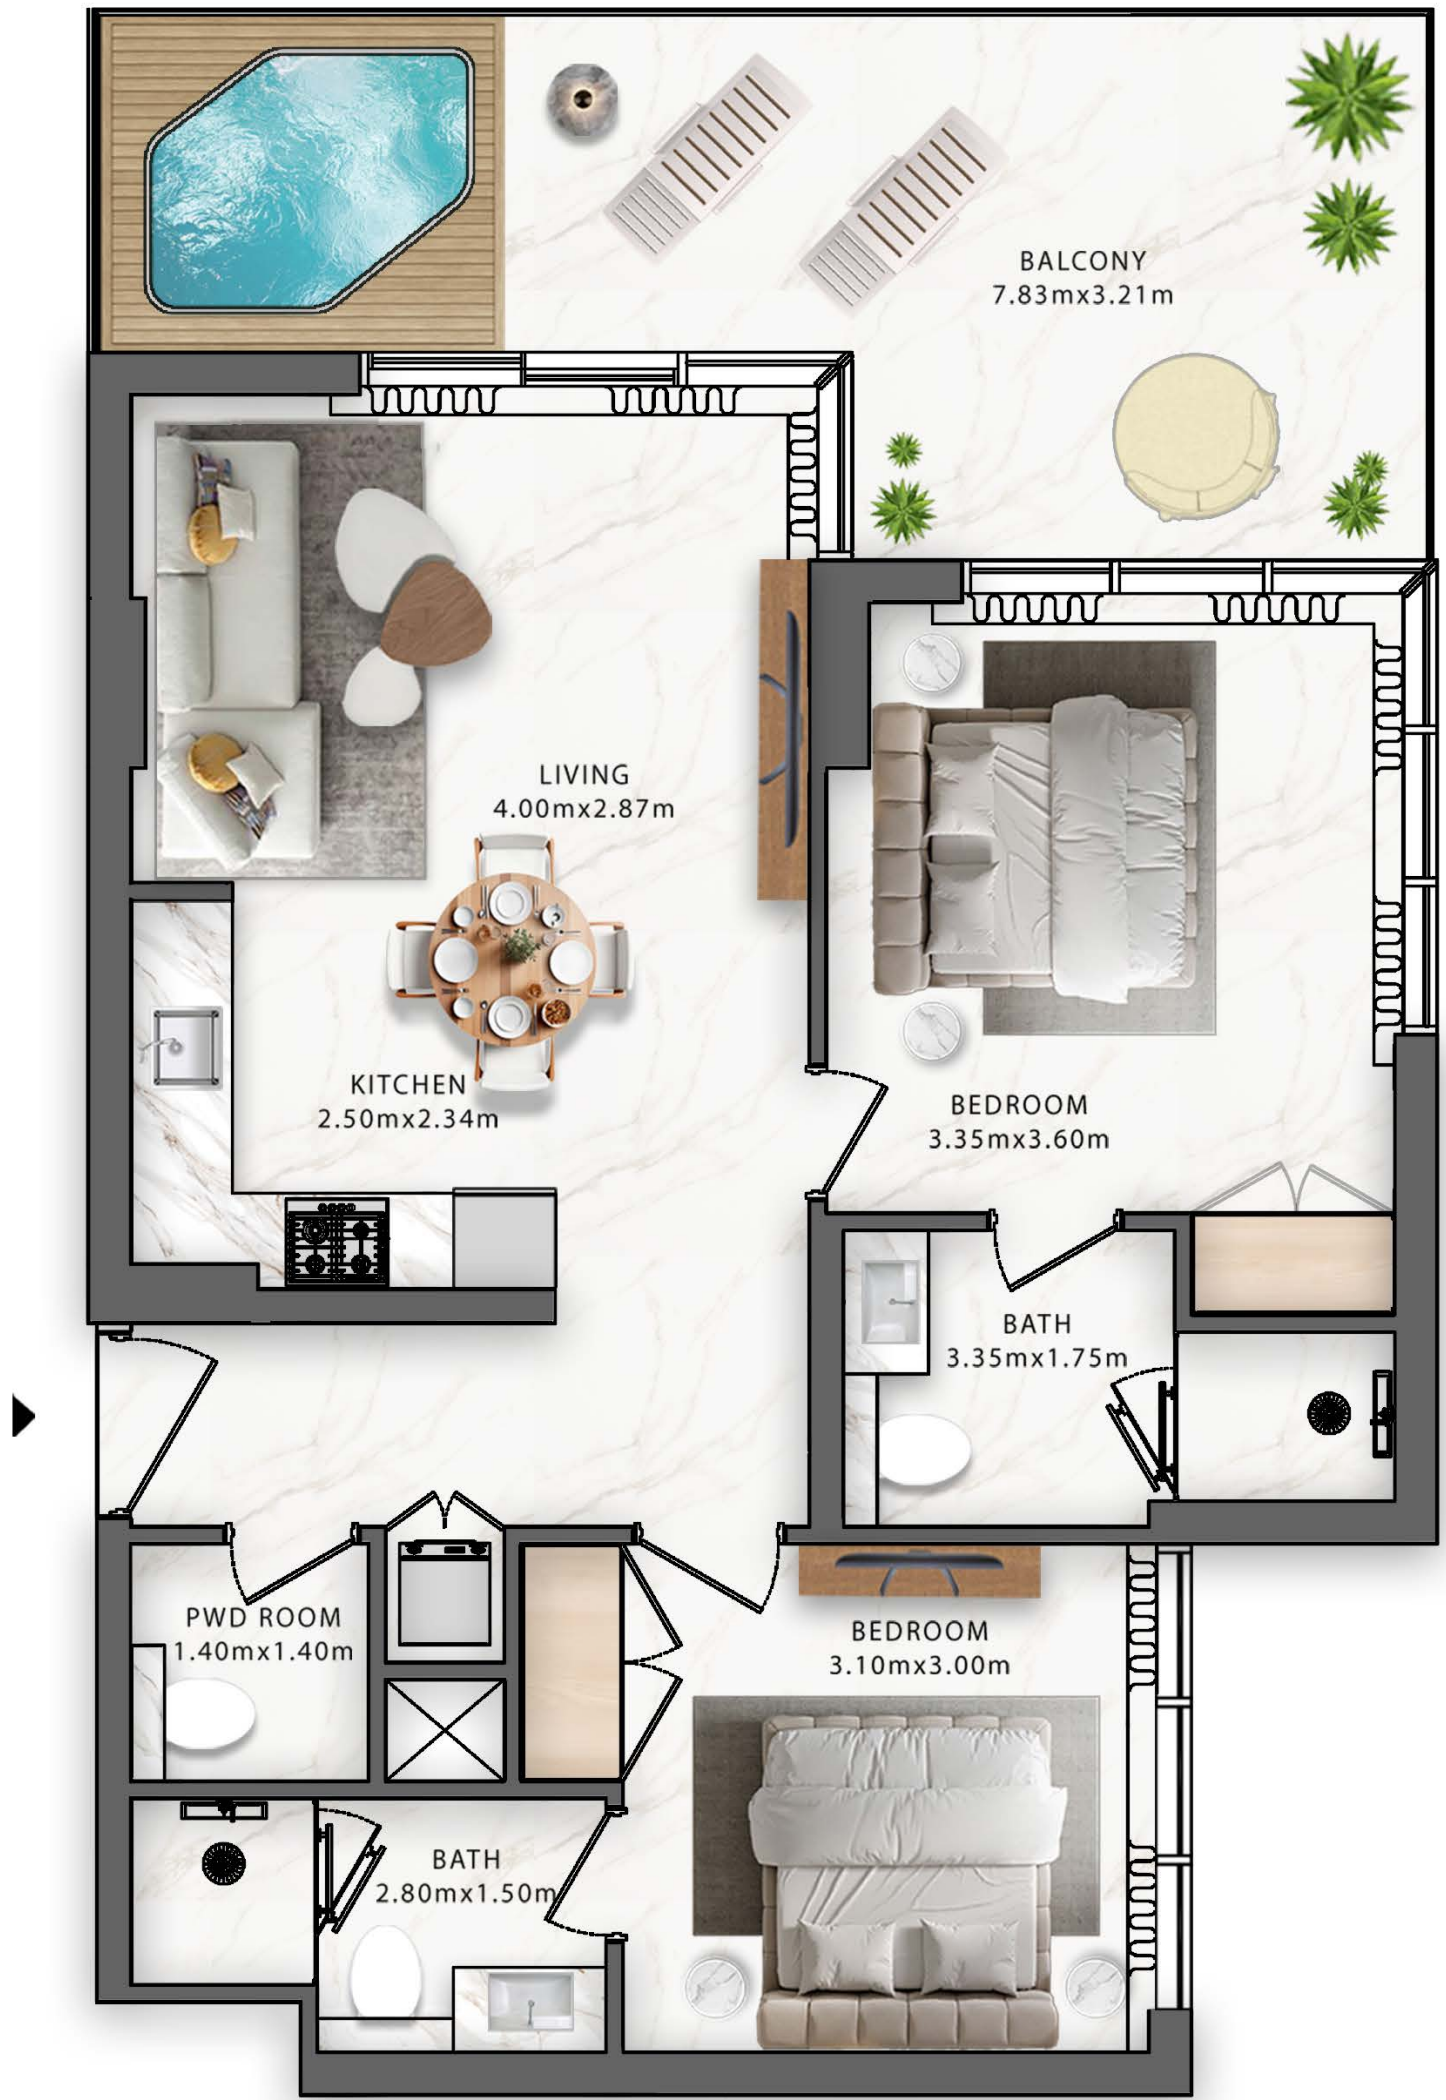 BALCONY
7.83mx3.21m
LIVING
4.00mx2.87m
KITCHEN
2.50mx2.34m
BEDROOM
3.35mx3.60m
BATH
3.35mx1.75m
PWD ROOM
1.40mx1.40m
BEDROOM
3.10mx3.00m
BATH
2.80mx1.50m